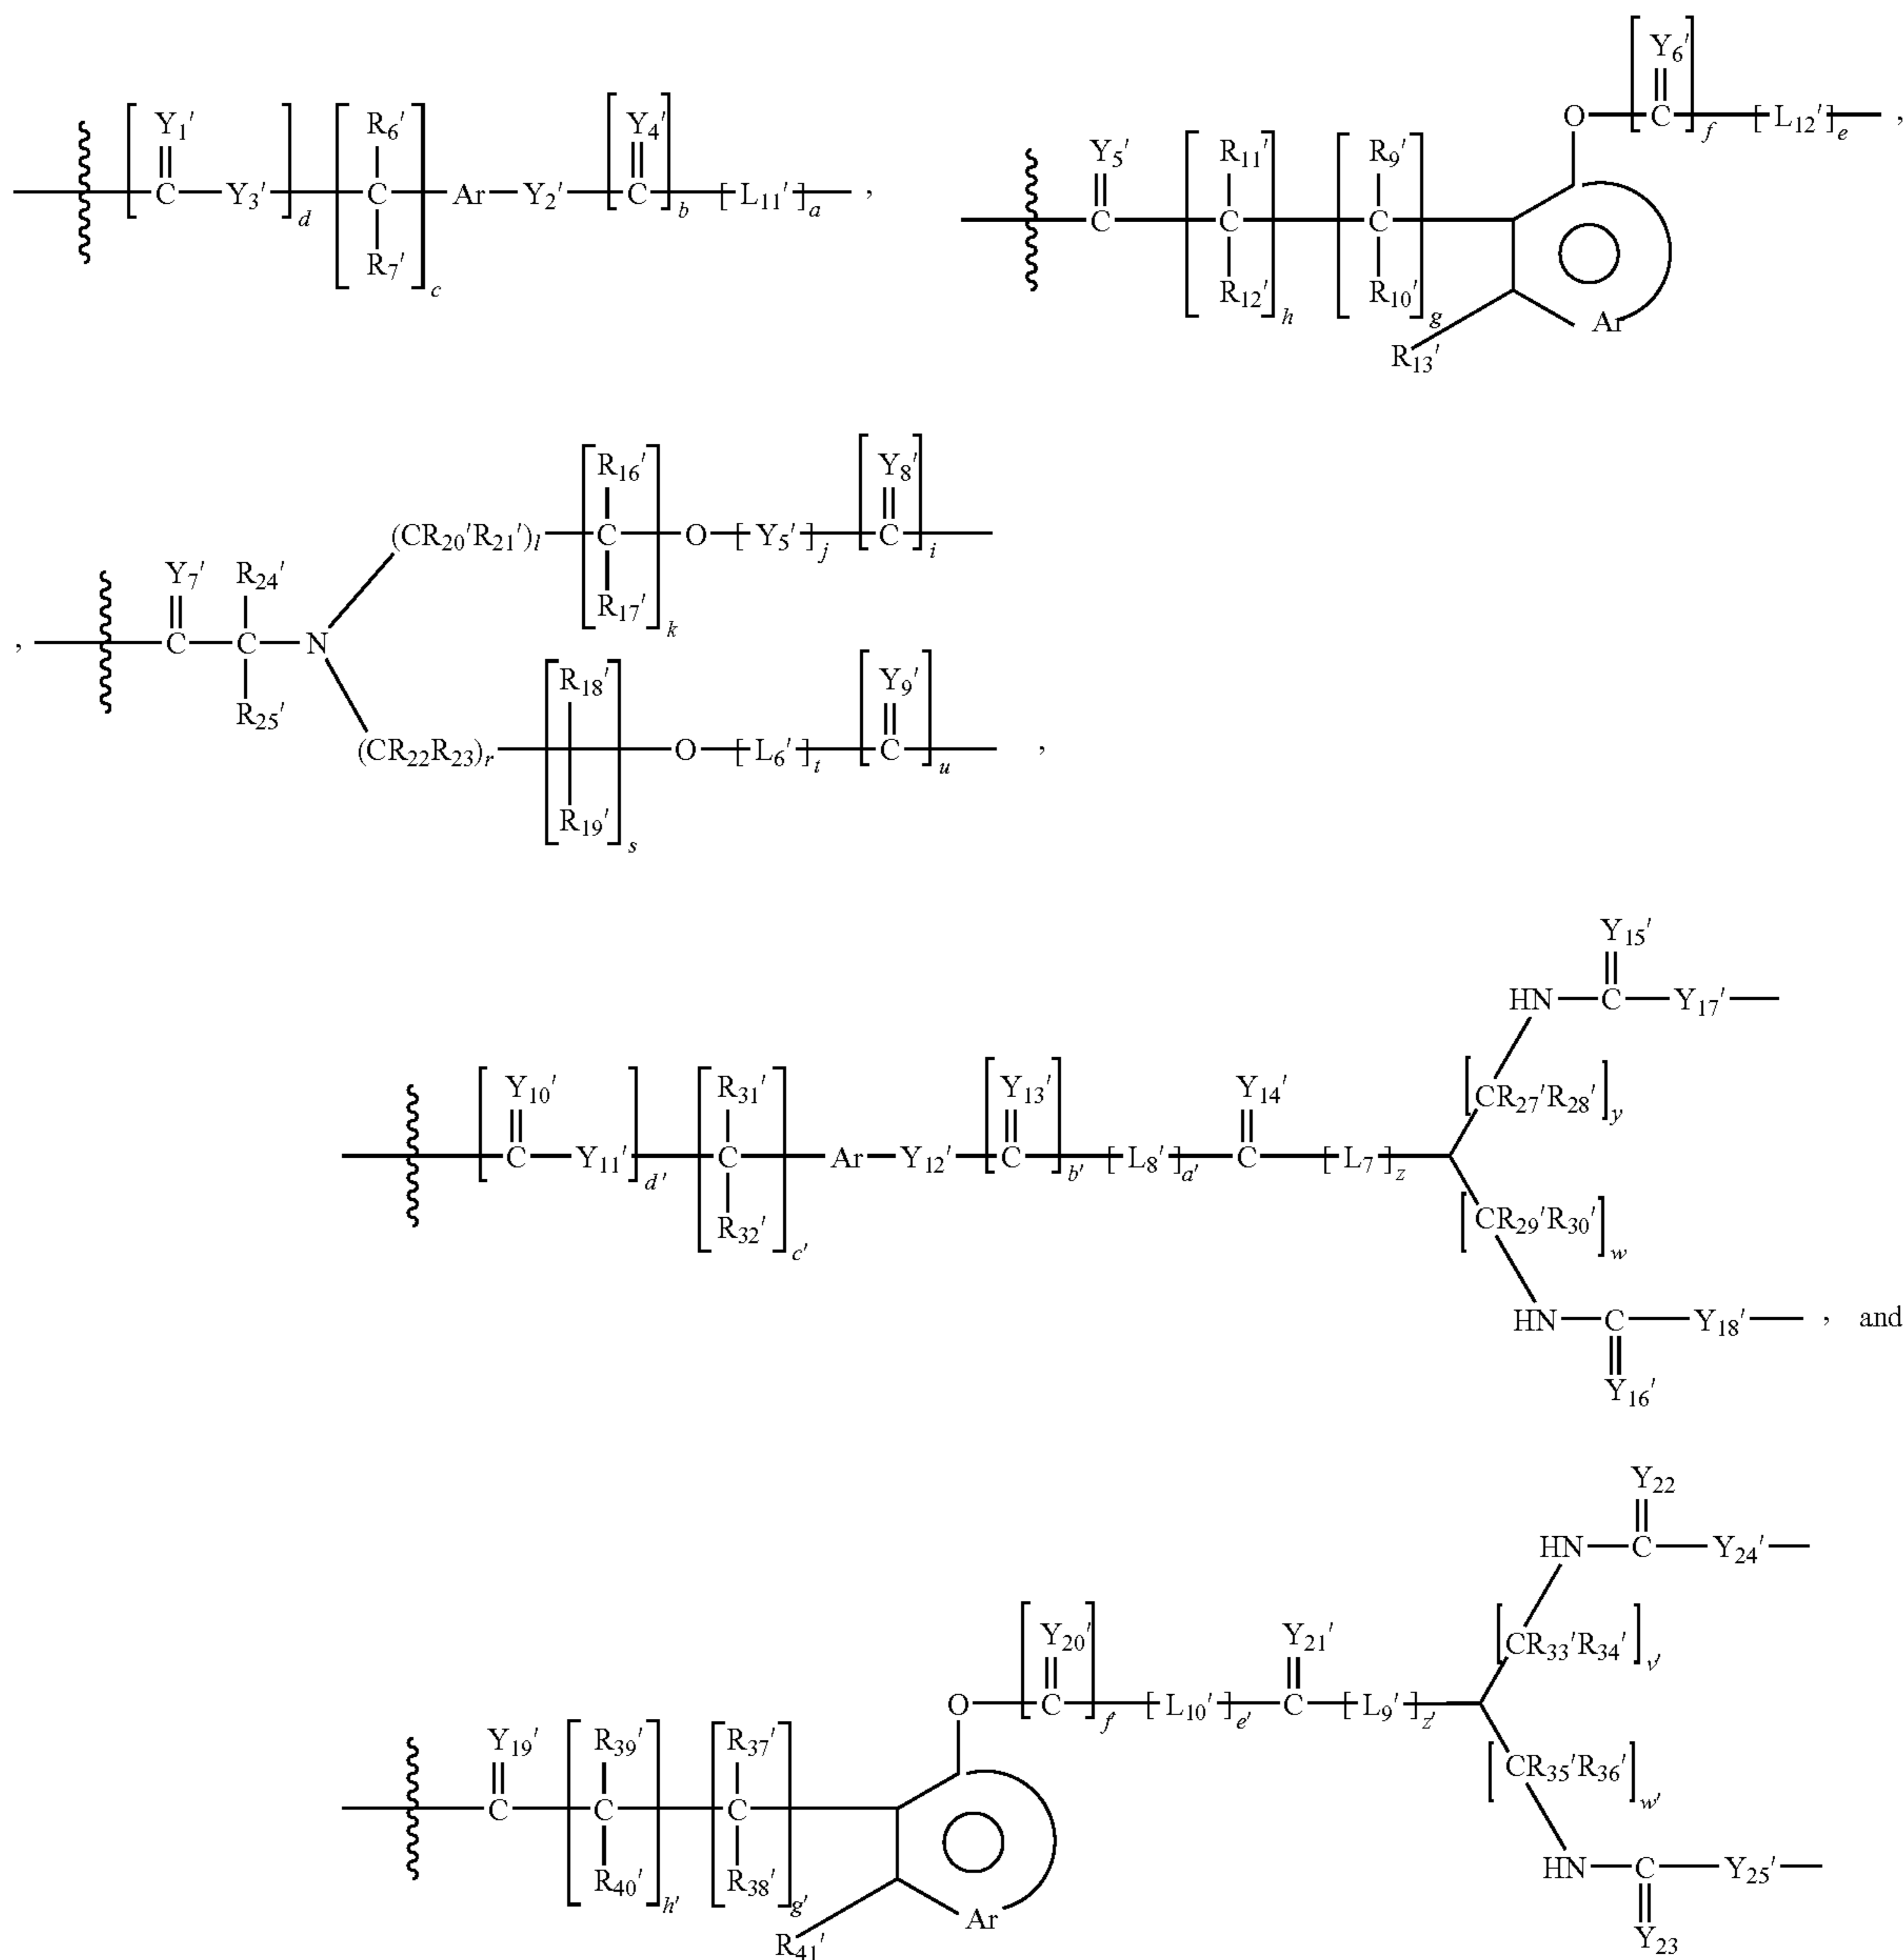 [ Y1' C Y3' ]d [ R6' C R7' ]c Ar Y2' [ Y4' C ]b [ L11' ]a ,
Y5' C [ R11' C R12' ]h [ R9' C R10' ]g O [ Y6' C ]f [ L12' ]e , R13' Ar
, Y7' C R24' C R25' N
(CR20'R21')l [ R16' C R17' ]k O [ Y5' ]j [ Y8' C ]i
(CR22R23)r [ R18' R19' ]s O [ L6' ]t [ Y9' C ]u ,
[ Y10' C Y11' ]d' [ R31' C R32' ]c' Ar Y12' [ Y13' C ]b' [ L8' ]a' Y14' C [ L7 ]z
[ CR27'R28' ]y HN C Y15' Y17'
[ CR29'R30' ]w HN C Y16' Y18' , and
Y19' C [ R39' C R40' ]h' [ R37' C R38' ]g' R41' Ar O [ Y20' C ]f' [ L10' ]e' Y21' C [ L9' ]z'
[ CR33'R34' ]v' HN C Y22 Y24'
[ CR35'R36' ]w' HN C Y23 Y25'